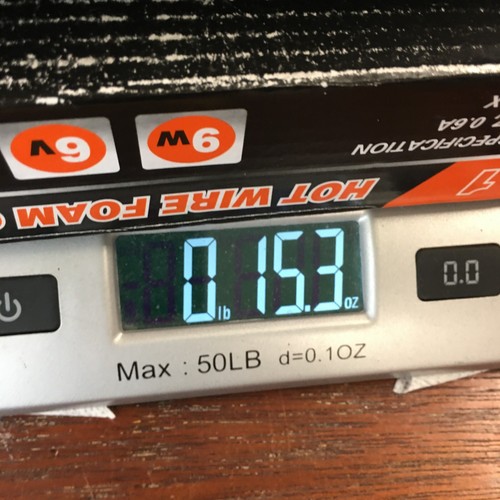 X
Z 0.6A
SPECIFICATION
9W
6V
HOT WIRE FOAM
0 lb 15.3 oz
0.0
Max : 50LB d=0.1OZ